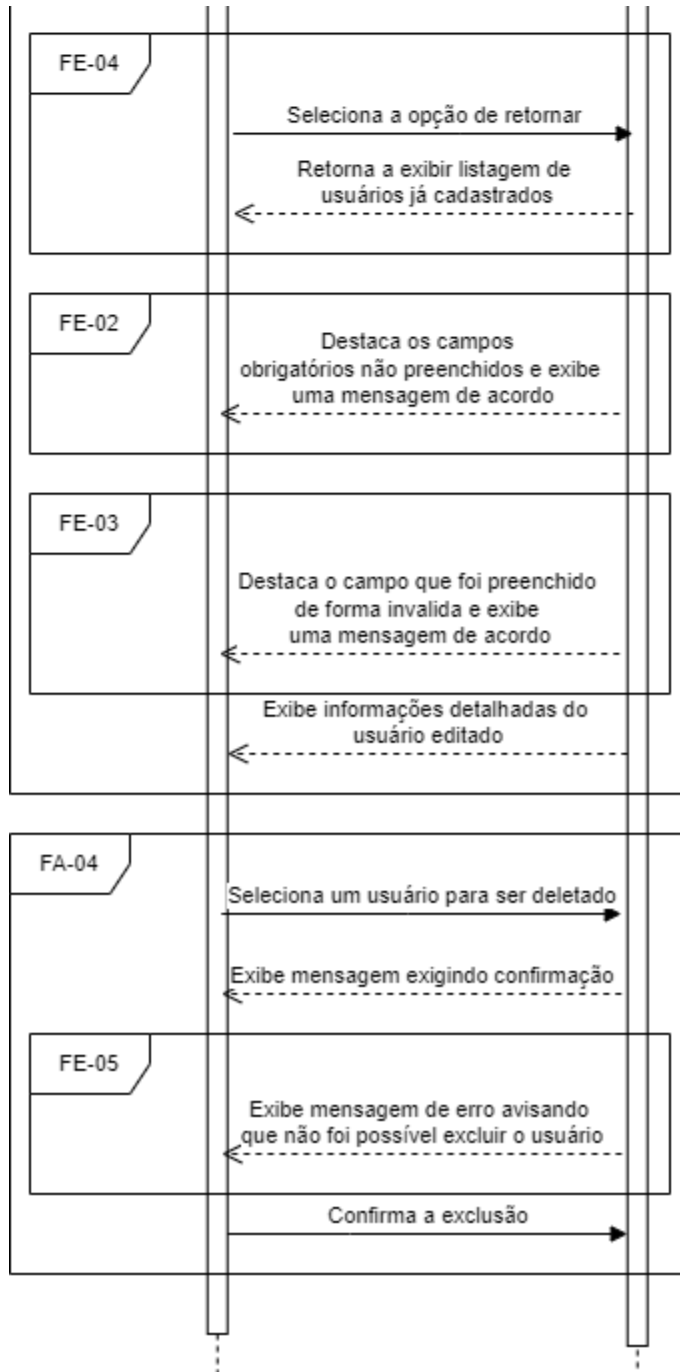 FE-04
Seleciona a opção de retornar
Retorna a exibir listagem de
usuários já cadastrados
FE-02
Destaca os campos
obrigatórios não preenchidos e exibe
uma mensagem de acordo
FE-03
Destaca o campo que foi preenchido
de forma invalida e exibe
uma mensagem de acordo
Exibe informações detalhadas do
usuário editado
FA-04
Seleciona um usuário para ser deletado
Exibe mensagem exigindo confirmação
FE-05
Exibe mensagem de erro avisando
que não foi possível excluir o usuário
Confirma a exclusão